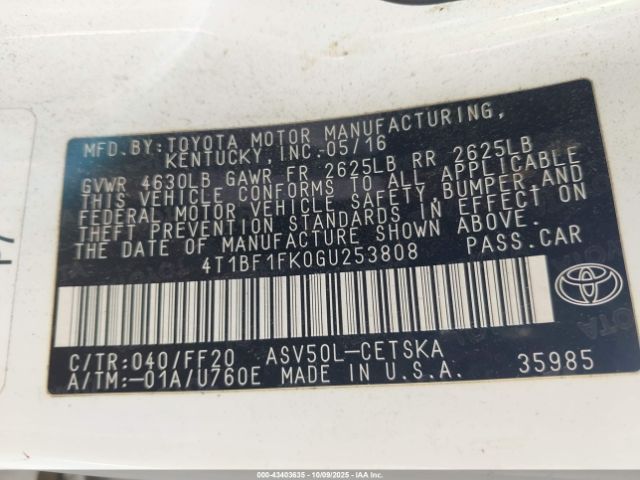 MFD.BY:TOYOTA MOTOR MANUFACTURING,
KENTUCKY,INC.05/16
GVWR 4630LB GAWR FR 2625LB RR 2625LB
THIS VEHICLE CONFORMS TO ALL APPLICABLE
FEDERAL MOTOR VEHICLE SAFETY,BUMPER AND
THEFT PREVENTION STANDARDS IN EFFECT ON
THE DATE OF MANUFACTURE SHOWN ABOVE.
4T1BF1FK0GU253808 PASS.CAR
C/TR:040/FF20 ASV50L-CETSKA
A/TM:-01A/U760E MADE IN U.S.A. 35985
000-43403635 - 10/09/2025 - IAA Inc.